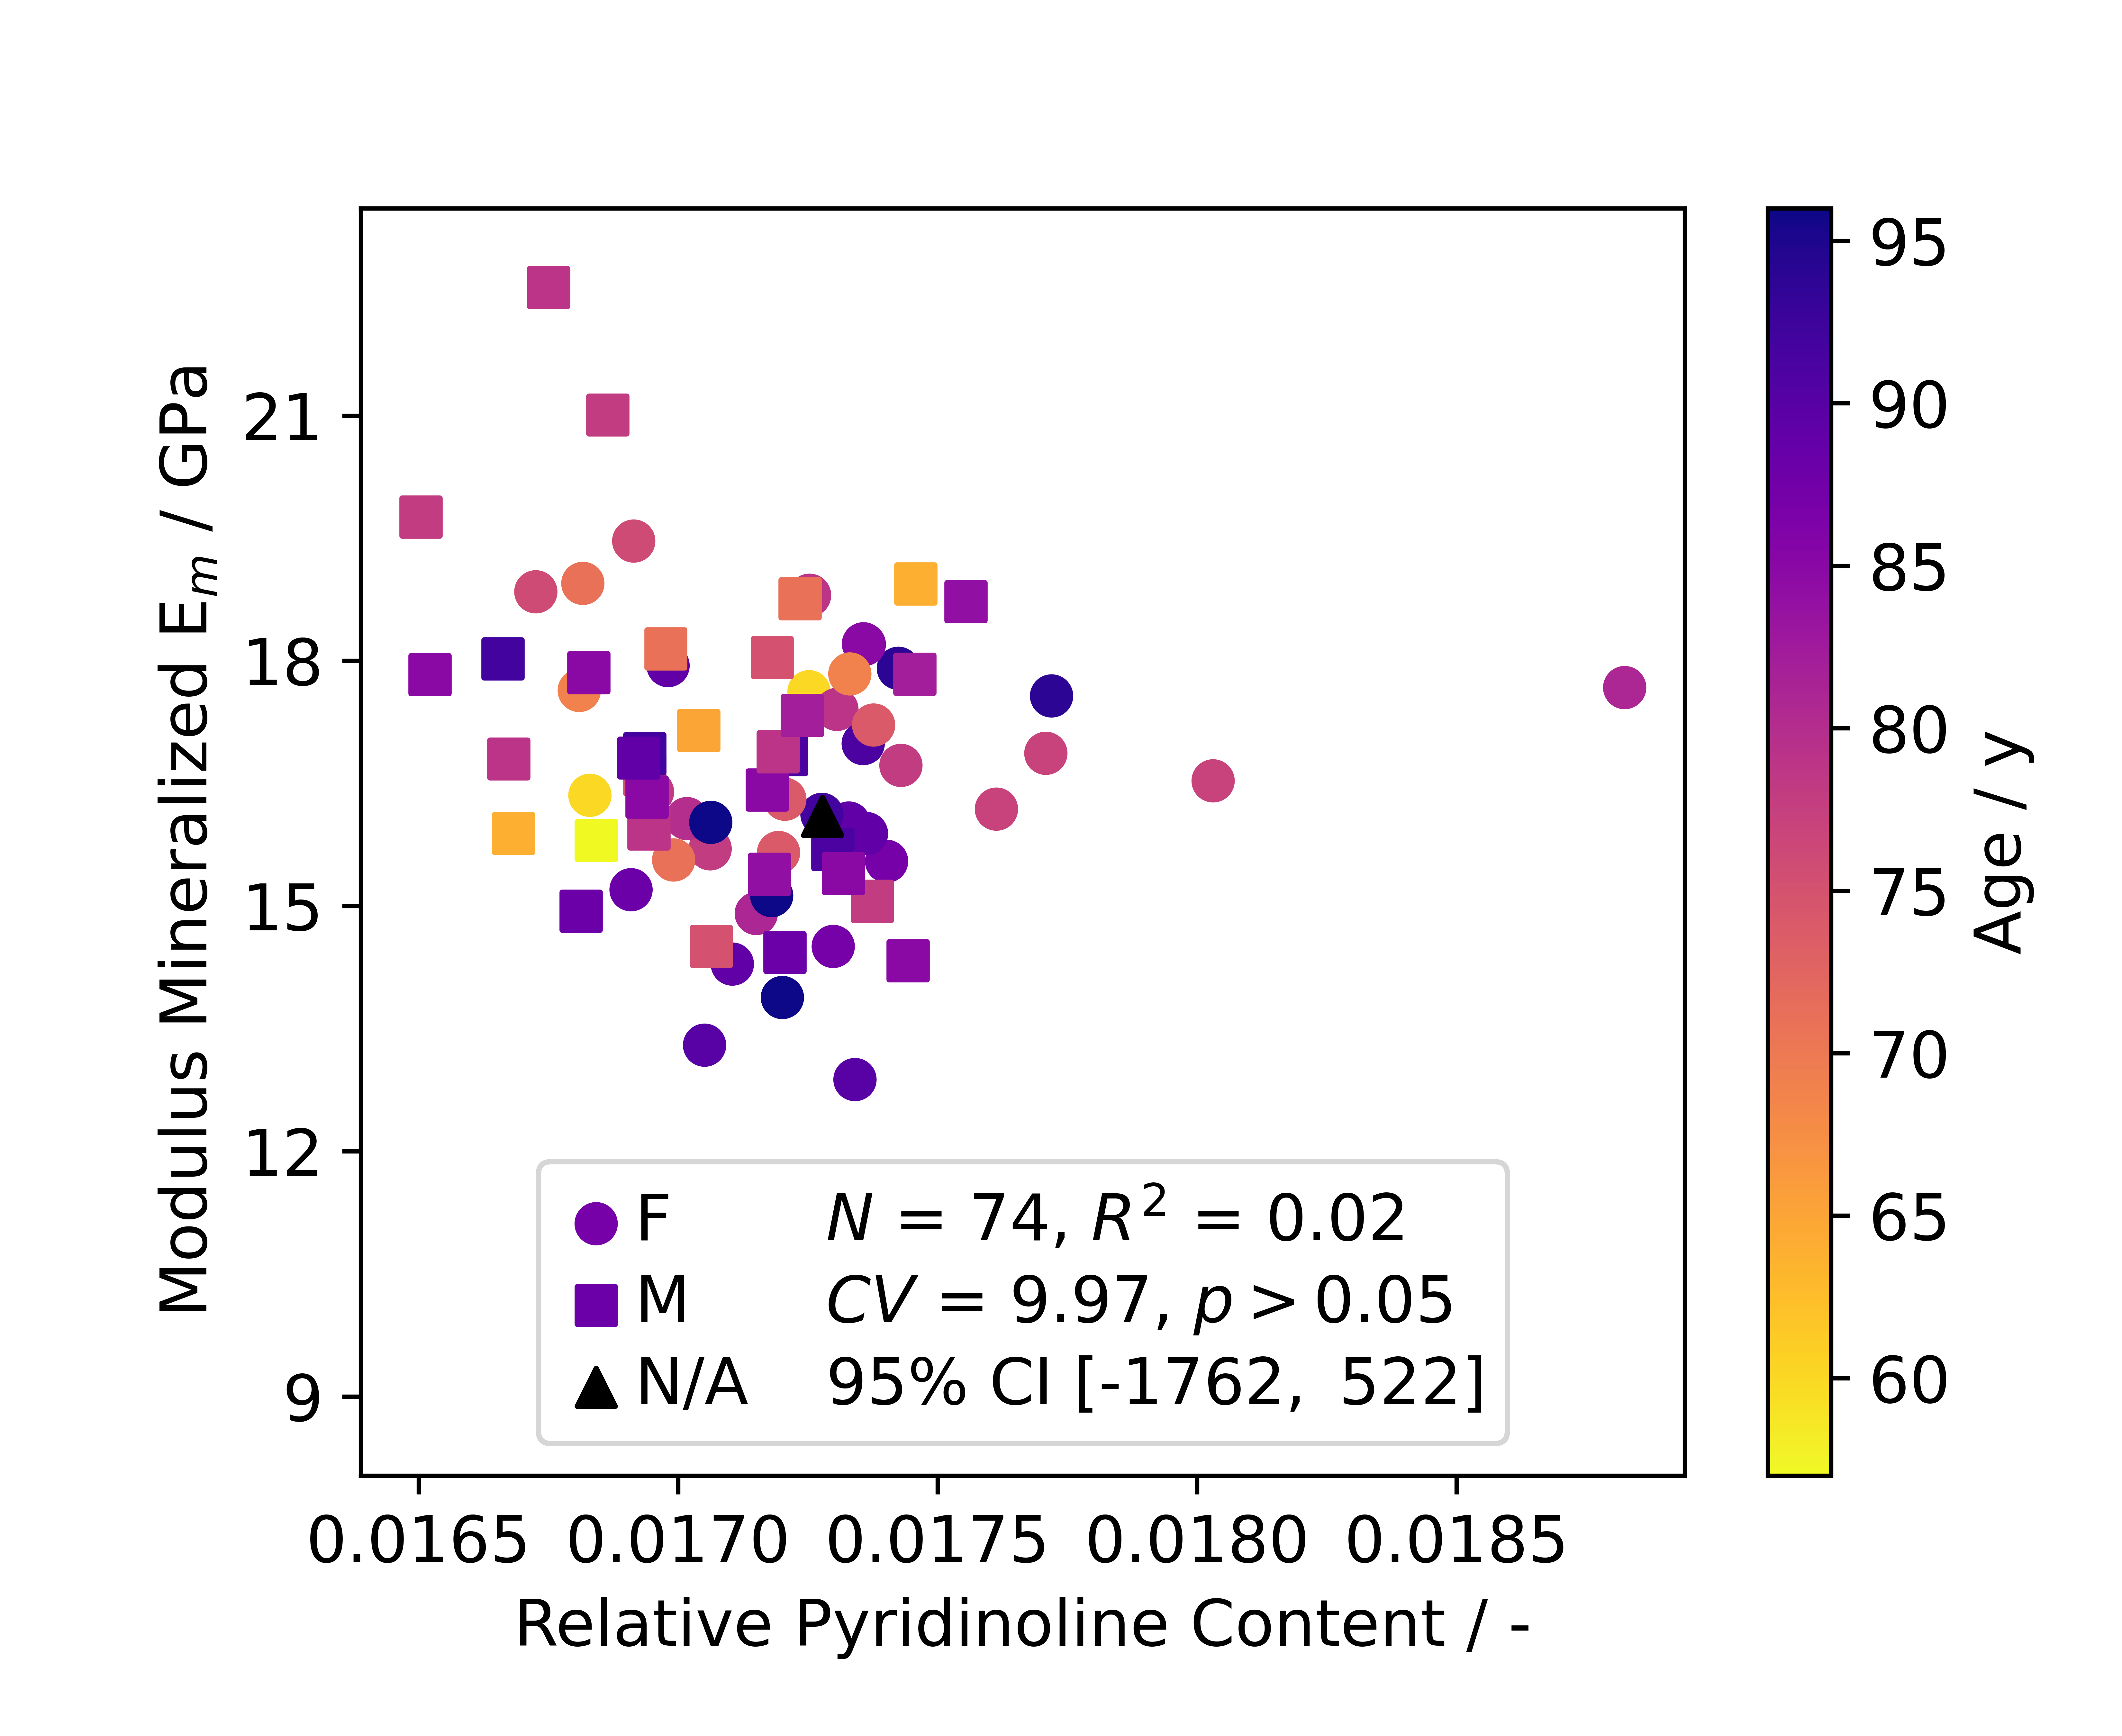 Modulus Mineralized Eₘ / GPa
21
18
15
12
9
F N = 74, R² = 0.02
M CV = 9.97, p > 0.05
N/A 95% CI [-1762, 522]
0.0165 0.0170 0.0175 0.0180 0.0185
Relative Pyridinoline Content / -
95
90
85
80
75
70
65
60
Age / y